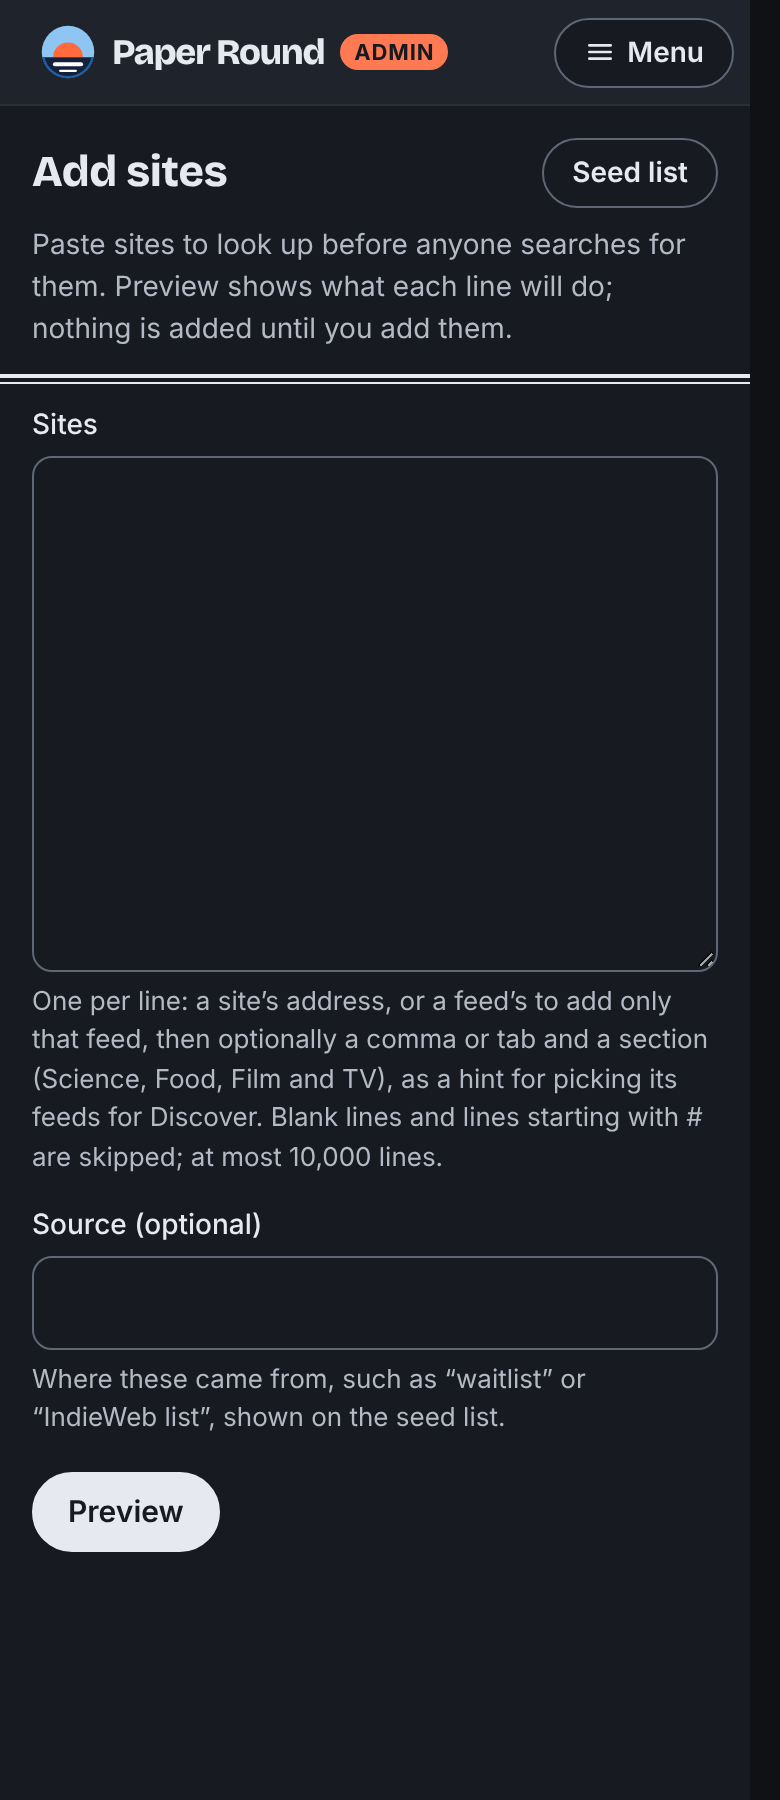 Paper Round ADMIN Menu
Add sites Seed list
Paste sites to look up before anyone searches for
them. Preview shows what each line will do;
nothing is added until you add them.
Sites
One per line: a site’s address, or a feed’s to add only
that feed, then optionally a comma or tab and a section
(Science, Food, Film and TV), as a hint for picking its
feeds for Discover. Blank lines and lines starting with #
are skipped; at most 10,000 lines.
Source (optional)
Where these came from, such as “waitlist” or
“IndieWeb list”, shown on the seed list.
Preview